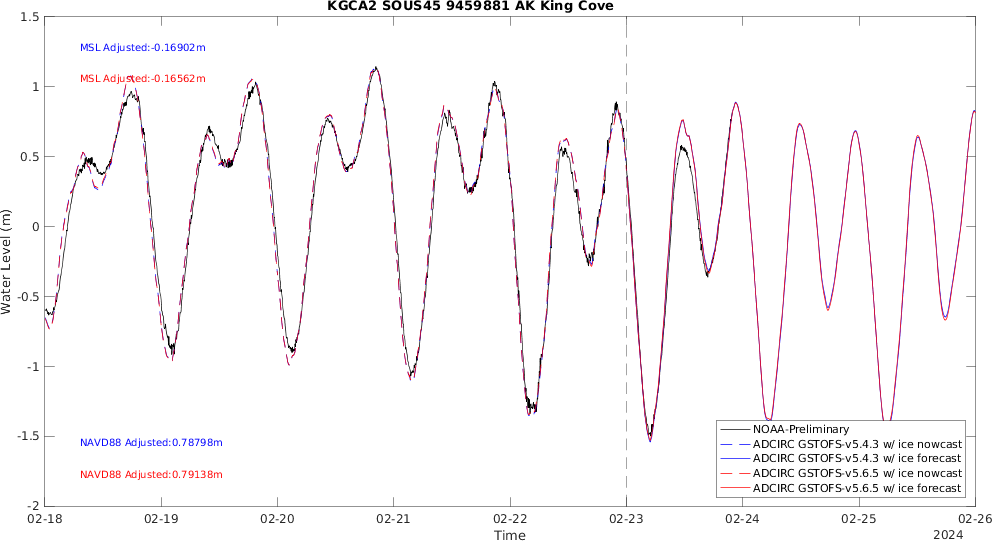 KGCA2 SOUS45 9459881 AK King Cove
1.5
1
0.5
0
-0.5
-1
-1.5
-2
Water Level (m)
MSL Adjusted:-0.16902m
MSL Adjusted:-0.16562m
NAVD88 Adjusted:0.78798m
NAVD88 Adjusted:0.79138m
NOAA-Preliminary
ADCIRC GSTOFS-v5.4.3 w/ ice nowcast
ADCIRC GSTOFS-v5.4.3 w/ ice forecast
ADCIRC GSTOFS-v5.6.5 w/ ice nowcast
ADCIRC GSTOFS-v5.6.5 w/ ice forecast
02-18 02-19 02-20 02-21 02-22 02-23 02-24 02-25 02-26
Time
2024